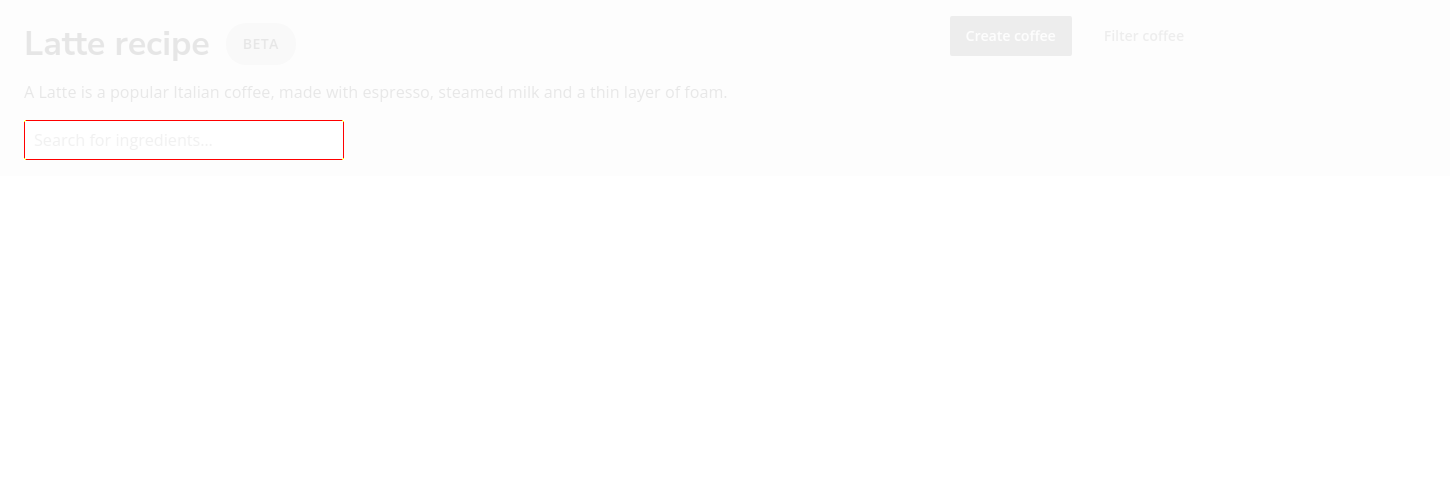 Latte recipe BETA
Create coffee Filter coffee
A Latte is a popular Italian coffee, made with espresso, steamed milk and a thin layer of foam.
Search for ingredients...